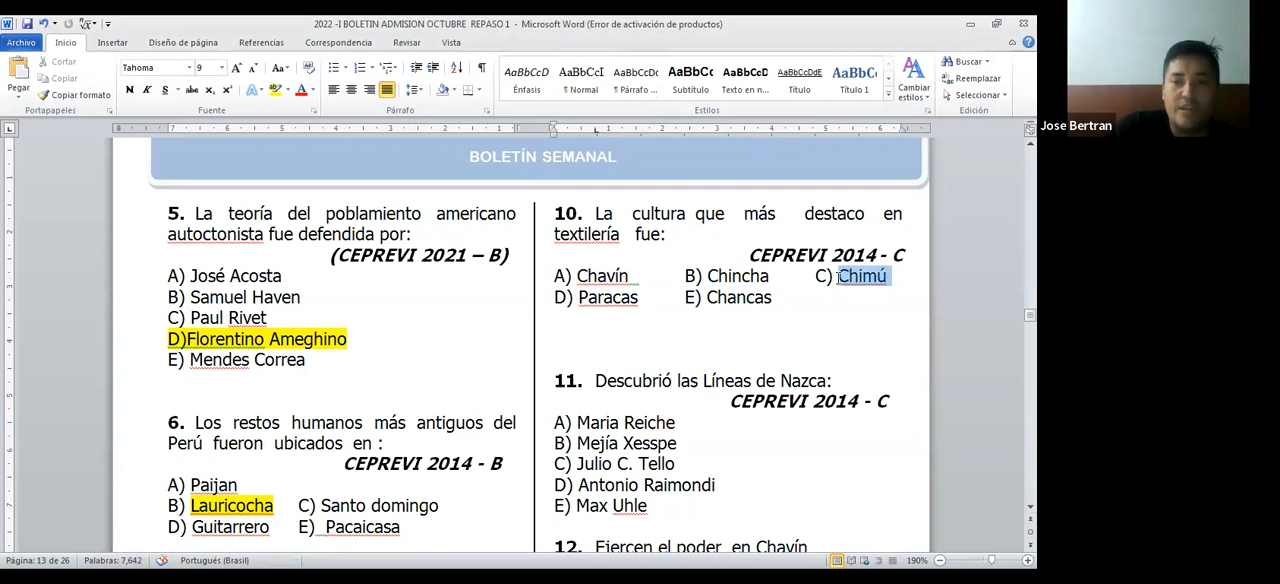 2022 -I BOLETIN ADMISION OCTUBRE REPASO 1 - Microsoft Word (Error de activación de productos)
Archivo Inicio Insertar Diseño de página Referencias Correspondencia Revisar Vista
Pegar
Cortar
Copiar
Copiar formato
Portapapeles
Tahoma 9
Fuente
Párrafo
AaBbCcD Énfasis
AaBbCcI ¶ Normal
AaBbCcDc ¶ Párrafo ...
AaBbCc Subtítulo
AaBbCcD Texto en n...
AaBbCcDdE Título
AaBbC Título 1
Cambiar estilos
Estilos
Buscar
Reemplazar
Seleccionar
Edición
Jose Bertran
BOLETÍN SEMANAL
5. La teoría del poblamiento americano
autoctonista fue defendida por:
(CEPREVI 2021 – B)
A) José Acosta
B) Samuel Haven
C) Paul Rivet
D)Florentino Ameghino
E) Mendes Correa
6. Los restos humanos más antiguos del
Perú fueron ubicados en :
CEPREVI 2014 - B
A) Paijan
B) Lauricocha C) Santo domingo
D) Guitarrero E) Pacaicasa
10. La cultura que más destaco en
textilería fue:
CEPREVI 2014 - C
A) Chavín B) Chincha C) Chimú
D) Paracas E) Chancas
11. Descubrió las Líneas de Nazca:
CEPREVI 2014 - C
A) Maria Reiche
B) Mejía Xesspe
C) Julio C. Tello
D) Antonio Raimondi
E) Max Uhle
12. Ejercen el poder en Chavín
Página: 13 de 26 Palabras: 7,642 Portugués (Brasil) 190%